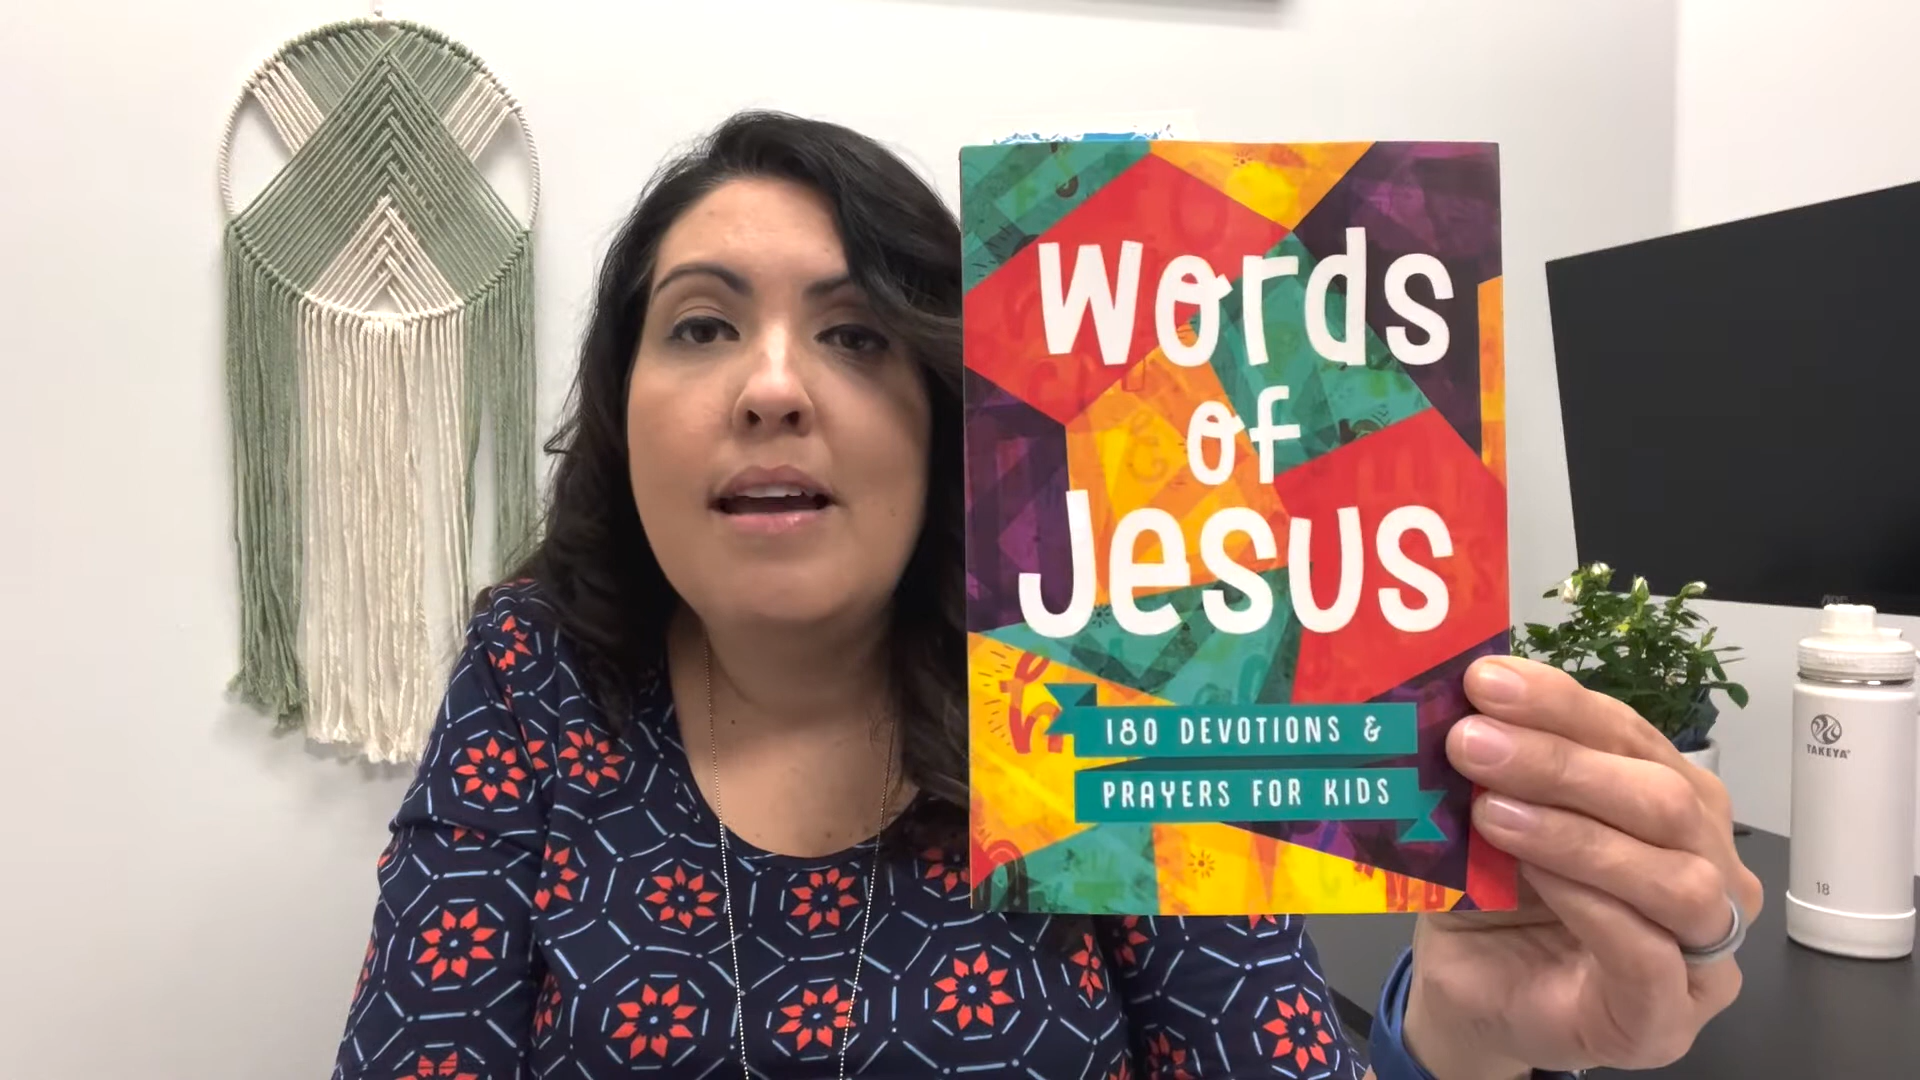 Words
of
Jesus
180 DEVOTIONS &
PRAYERS FOR KIDS
TAKEYA
18